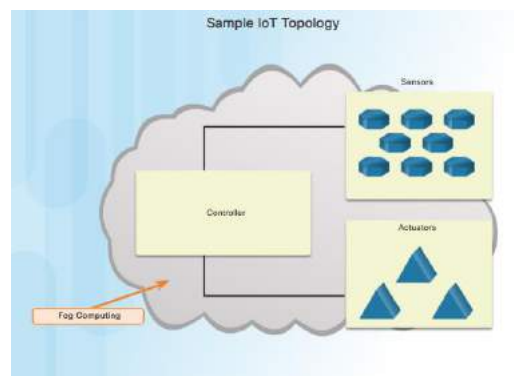 Sample IoT Topology
Sensors
Controller
Actuators
Fog Computing